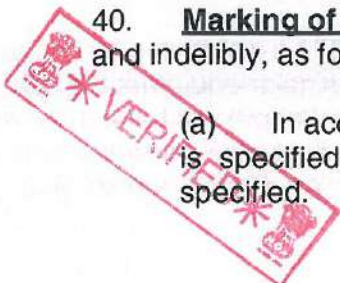 40. Marking of
and indelibly, as fo
(a) In acc
is specified
specified.
* VERIFIED *